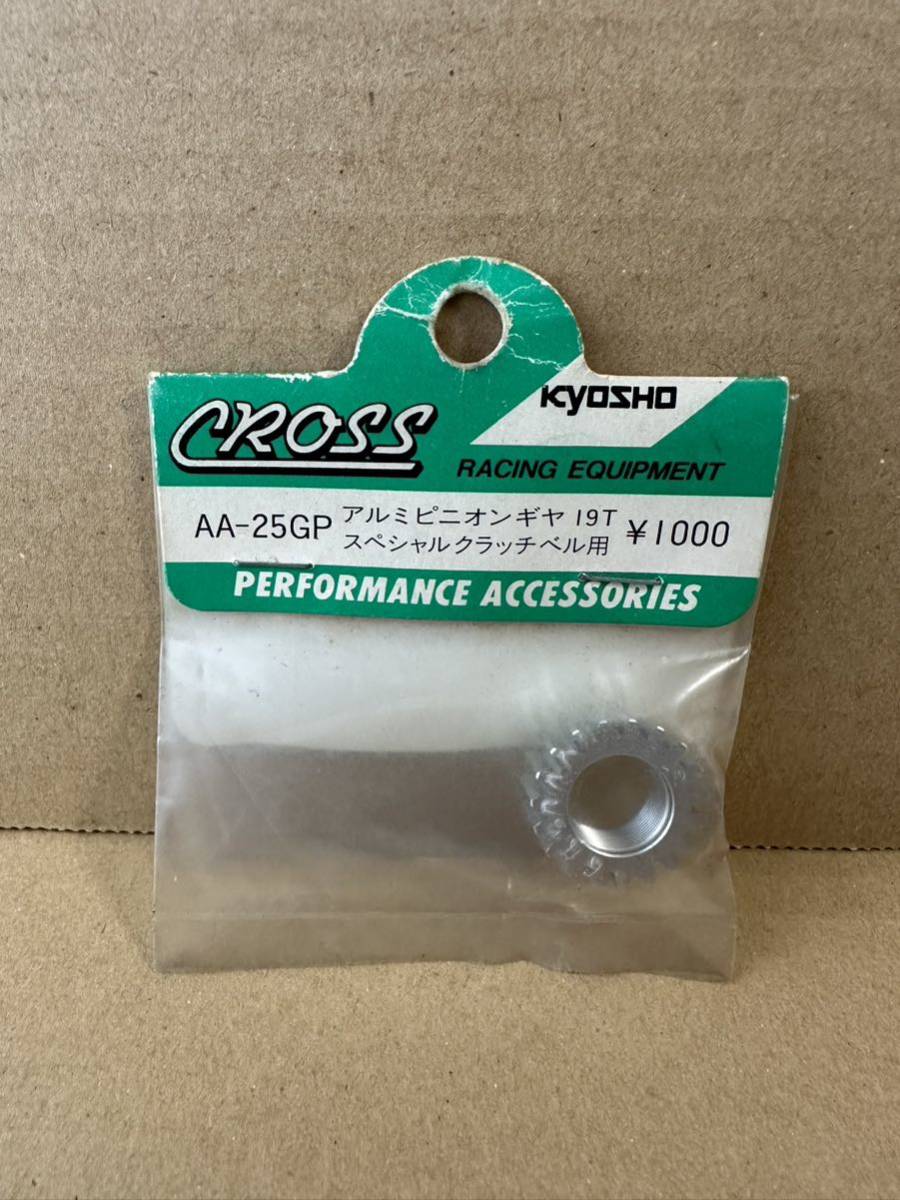 CROSS
KYOSHO
RACING EQUIPMENT
AA-25GP アルミピニオンギヤ 19T ¥1000
スペシャルクラッチベル用
PERFORMANCE ACCESSORIES